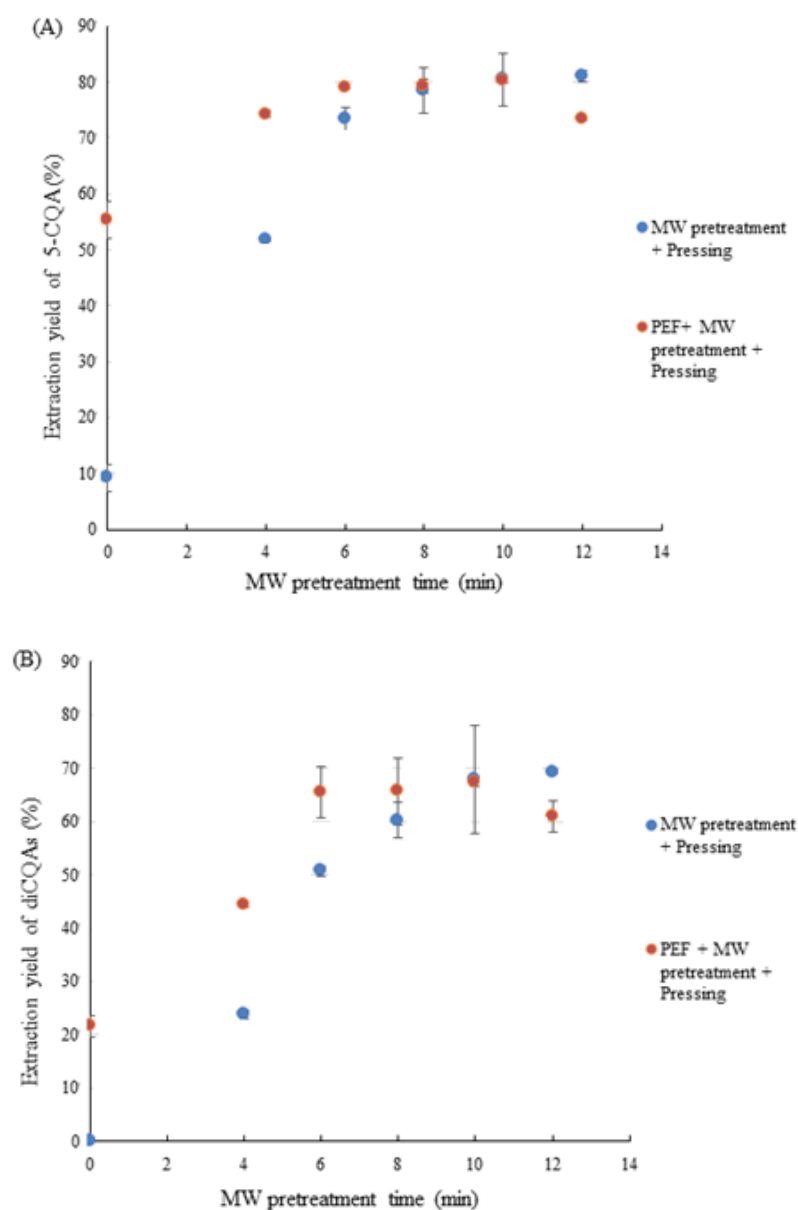 (A)
Extraction yield of 5-CQA (%)
90
80
70
60
50
40
30
20
10
0
0 2 4 6 8 10 12 14
MW pretreatment time (min)
MW pretreatment
+ Pressing
PEF+ MW
pretreatment +
Pressing
(B)
Extraction yield of diCQAs (%)
90
80
70
60
50
40
30
20
10
0
0 2 4 6 8 10 12 14
MW pretreatment time (min)
MW pretreatment
+ Pressing
PEF + MW
pretreatment +
Pressing